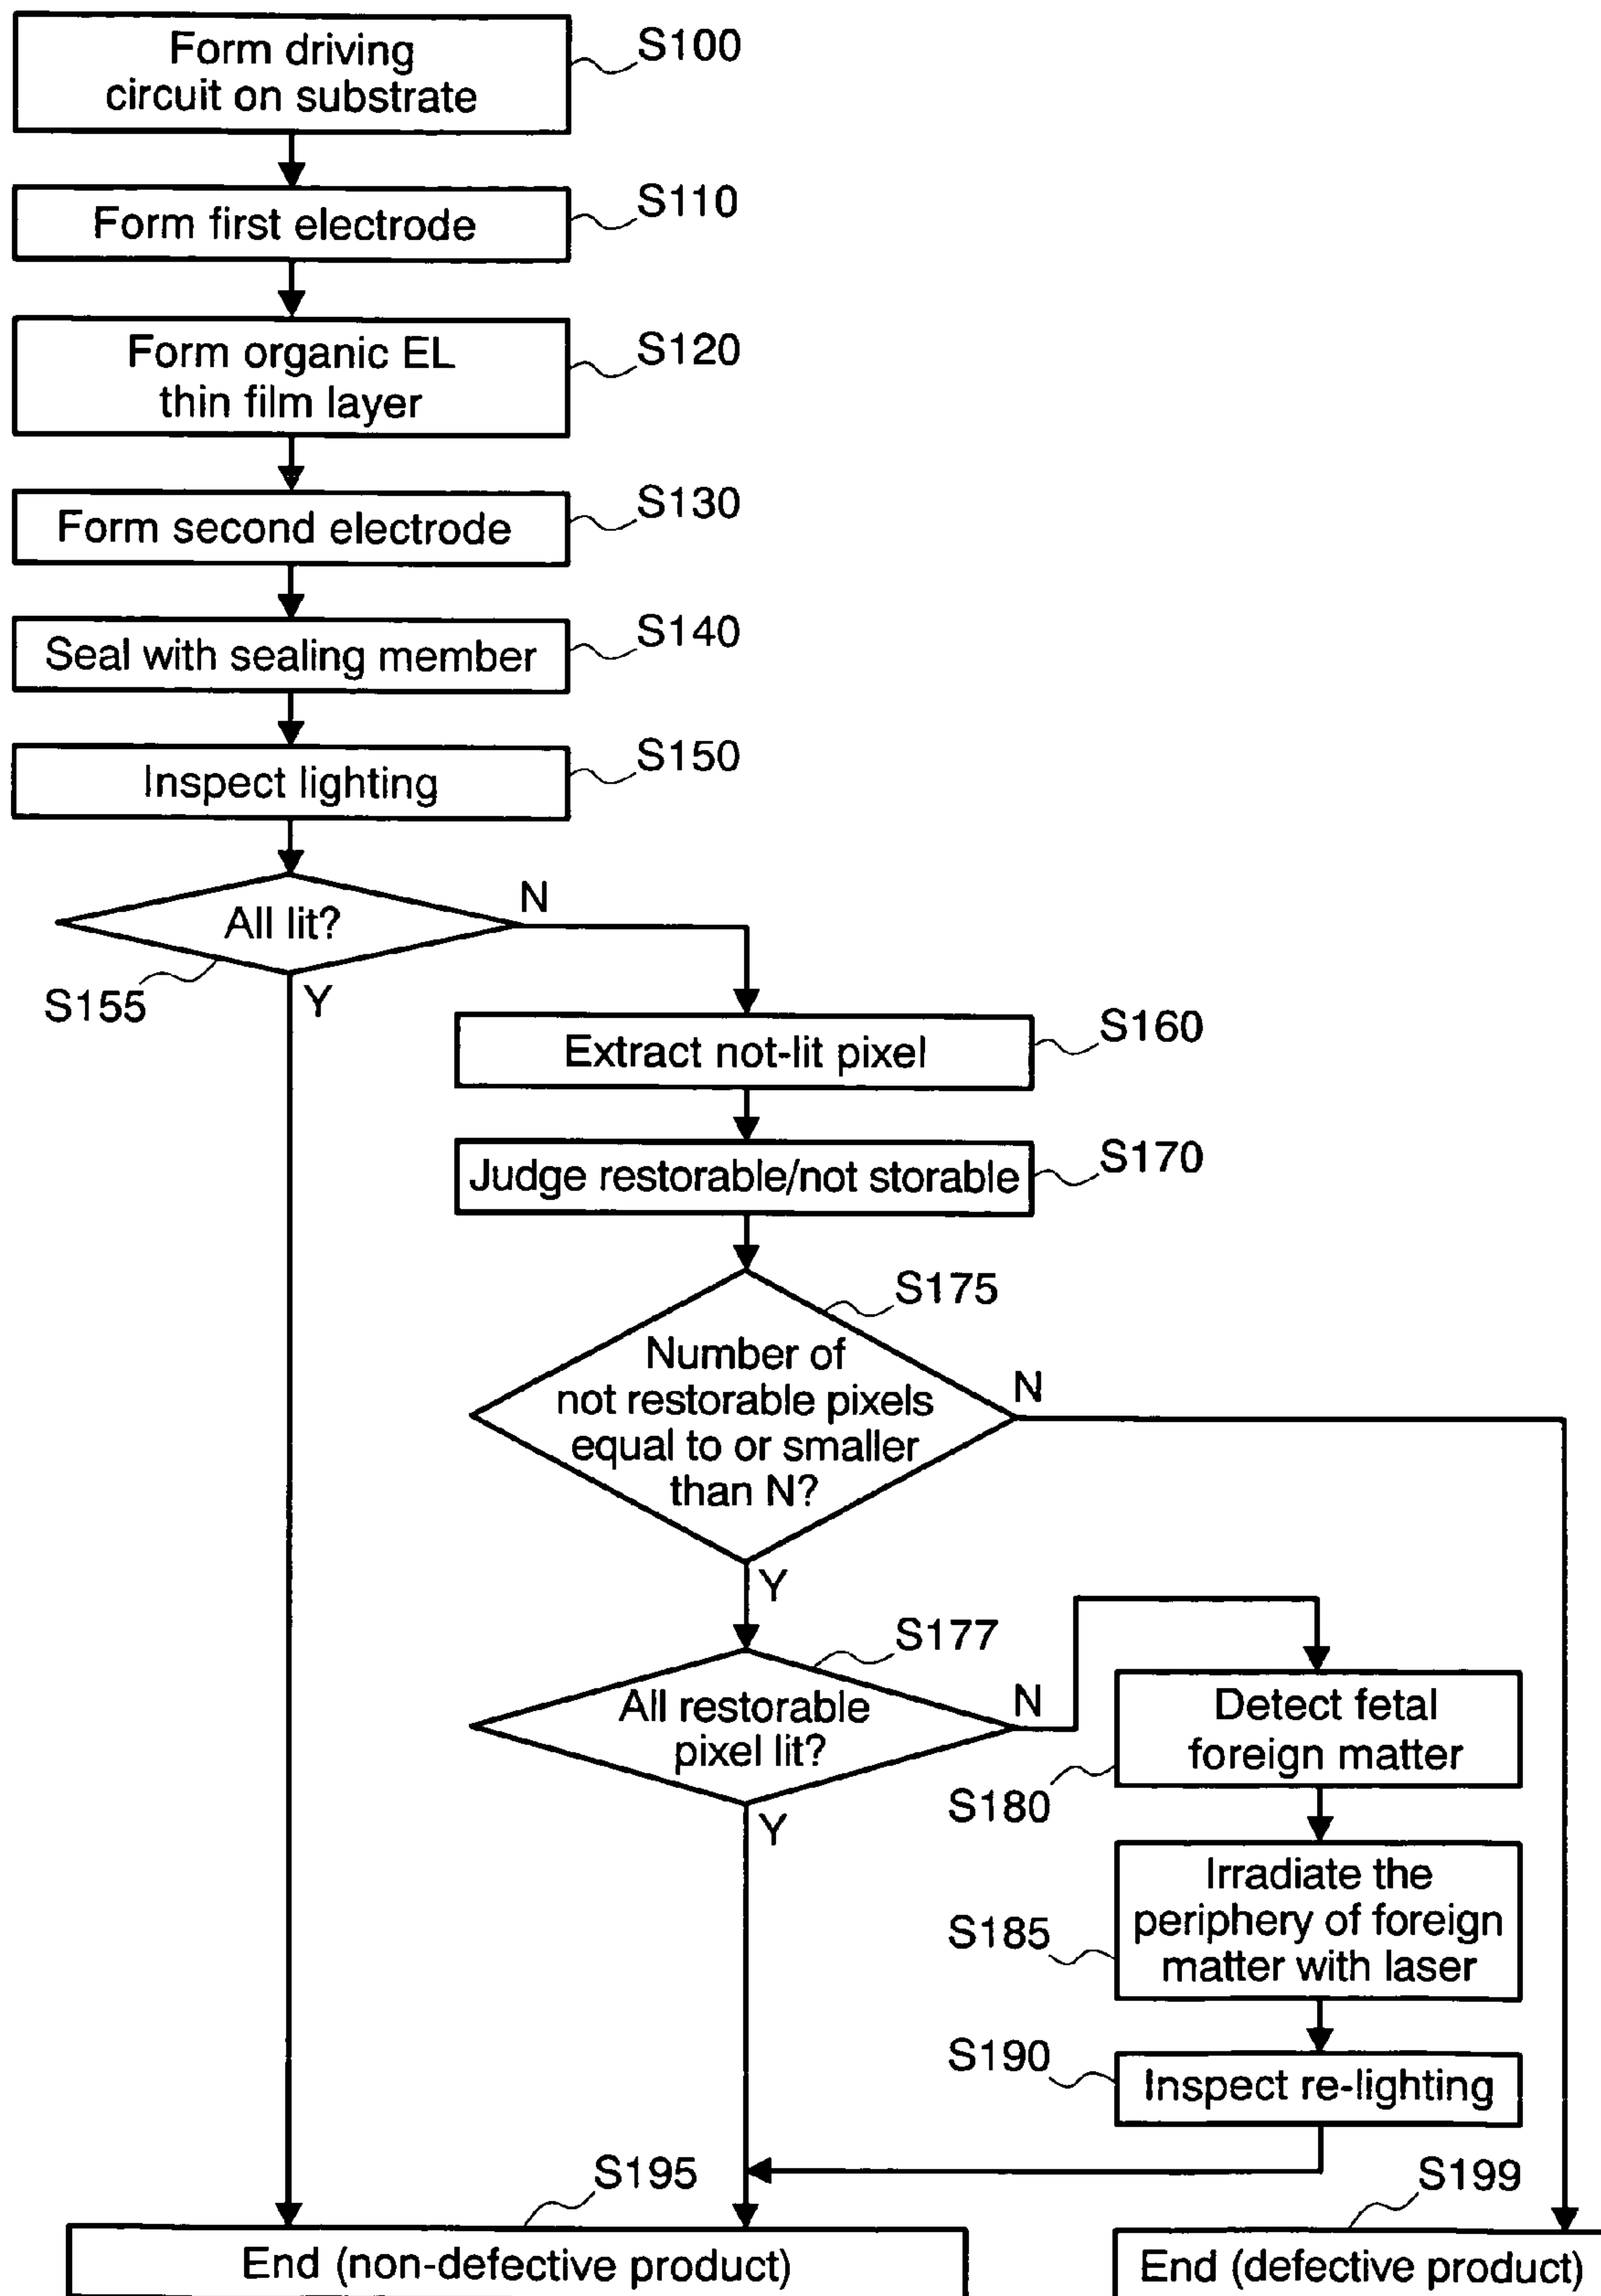 Form driving
circuit on substrate
S100
Form first electrode
S110
Form organic EL
thin film layer
S120
Form second electrode
S130
Seal with sealing member
S140
Inspect lighting
S150
All lit?
N
S155
Y
Extract not-lit pixel
S160
Judge restorable/not storable
S170
S175
Number of
not restorable pixels
equal to or smaller
than N?
N
Y
S177
All restorable
pixel lit?
N
Y
Detect fetal
foreign matter
S180
Irradiate the
periphery of foreign
matter with laser
S185
S190
Inspect re-lighting
S195
End (non-defective product)
S199
End (defective product)